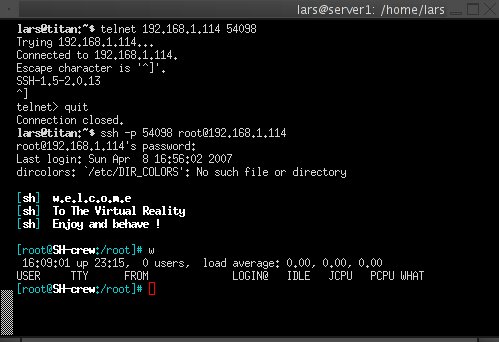 lars@server1: /home/lars
lars@titan:~$ telnet 192.168.1.114 54098
Trying 192.168.1.114...
Connected to 192.168.1.114.
Escape character is '^]'.
SSH-1.5-2.0.13
^]
telnet> quit
Connection closed.
lars@titan:~$ ssh -p 54098 root@192.168.1.114
root@192.168.1.114's password:
Last login: Sun Apr  8 16:56:02 2007
dircolors: `/etc/DIR_COLORS': No such file or directory
[sh]  w.e.l.c.o.m.e
[sh]  To The Virtual Reality
[sh]  Enjoy and behave !
[root@SH-crew:/root]# w
 16:09:01 up 23:15,  0 users,  load average: 0.00, 0.00, 0.00
USER     TTY      FROM              LOGIN@   IDLE   JCPU   PCPU WHAT
[root@SH-crew:/root]#